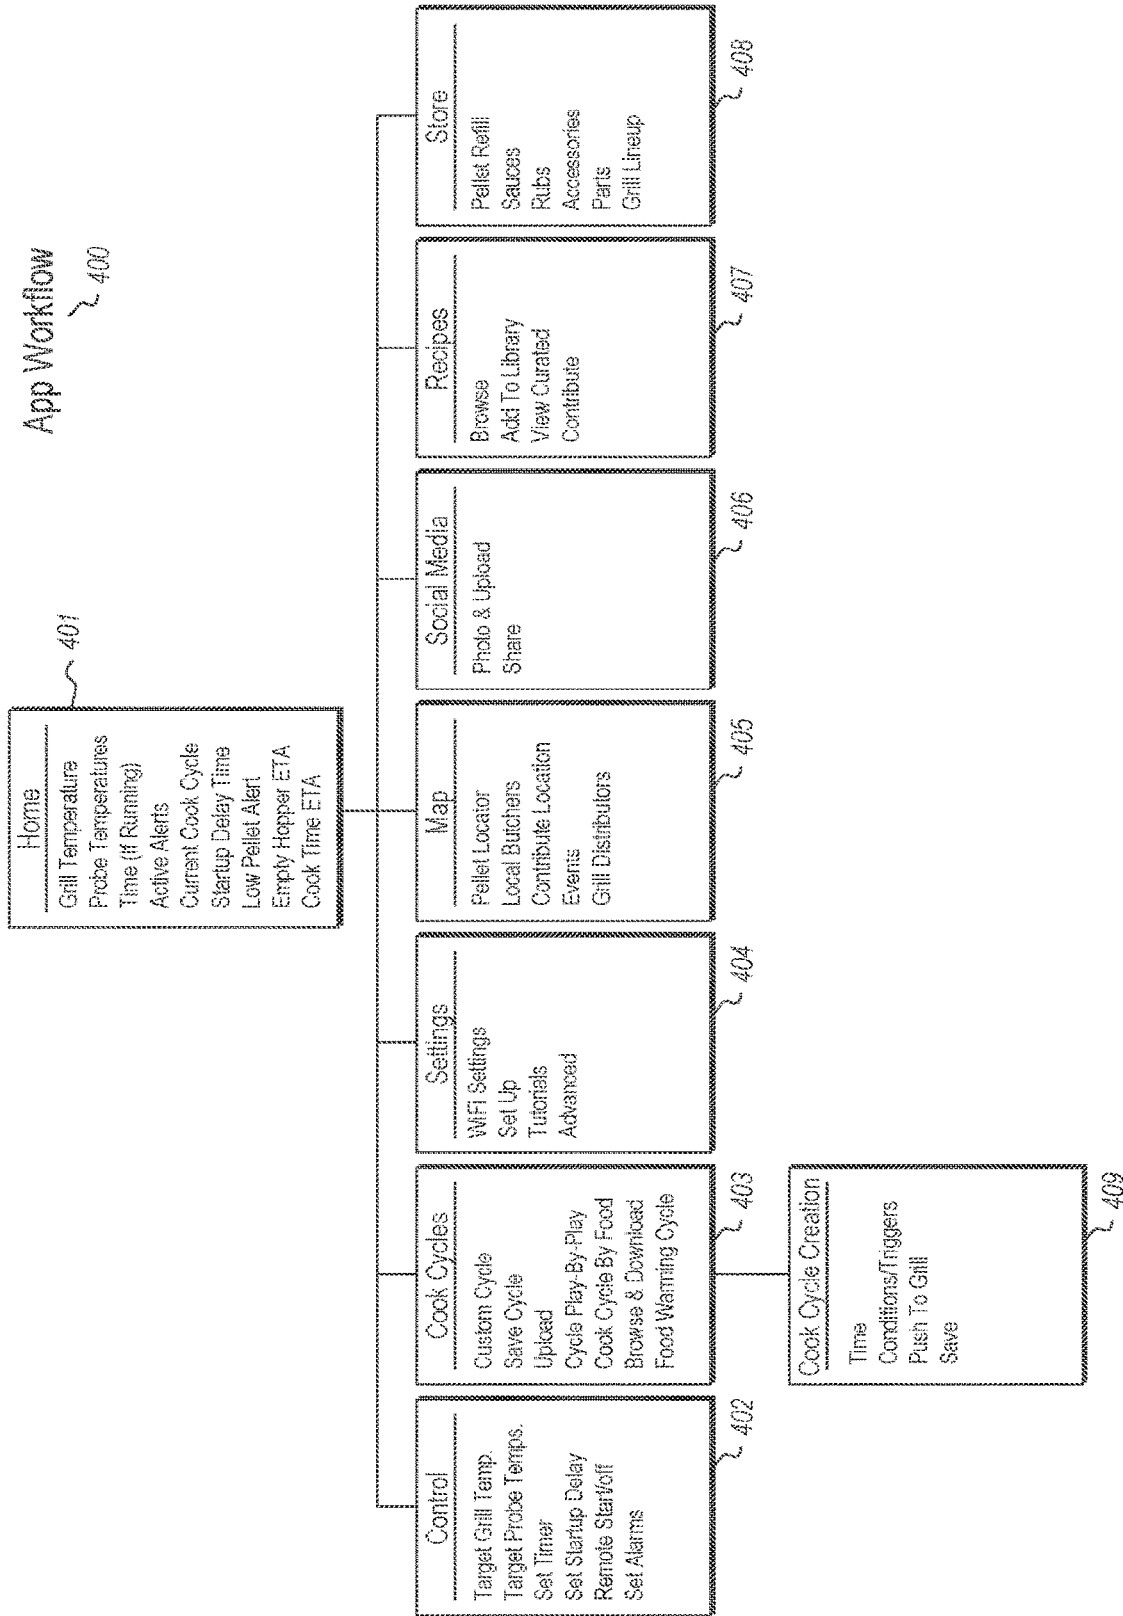 App Workflow
400
Home
Grill Temperature
Probe Temperatures
Time (If Running)
Active Alerts
Current Cook Cycle
Startup Delay Time
Low Pellet Alert
Empty Hopper ETA
Cook Time ETA
401
Control
Target Grill Temp.
Target Probe Temps.
Set Timer
Set Startup Delay
Remote Start/off
Set Alarms
402
Cook Cycles
Custom Cycle
Save Cycle
Upload
Cycle Play-By-Play
Cook Cycle By Food
Browse & Download
Food Warming Cycle
403
Settings
WiFi Settings
Set Up
Tutorials
Advanced
404
Map
Pellet Locator
Local Butchers
Contribute Location
Events
Grill Distributors
405
Social Media
Photo & Upload
Share
406
Recipes
Browse
Add To Library
View Curated
Contribute
407
Store
Pellet Refill
Sauces
Rubs
Accessories
Parts
Grill Lineup
408
Cook Cycle Creation
Time
Conditions/Triggers
Push To Grill
Save
409